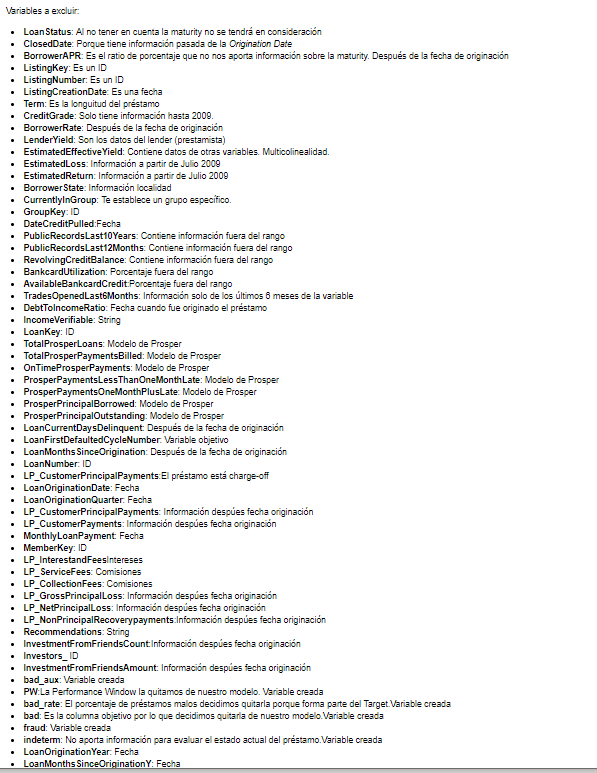 Variables a excluir:
LoanStatus: Al no tener en cuenta la maturity no se tendrá en consideración
ClosedDate: Porque tiene información pasada de la Origination Date
BorrowerAPR: Es el ratio de porcentaje que no nos aporta información sobre la maturity. Después de la fecha de originación
ListingKey: Es un ID
ListingNumber: Es un ID
ListingCreationDate: Es una fecha
Term: Es la longuitud del préstamo
CreditGrade: Solo tiene información hasta 2009.
BorrowerRate: Después de la fecha de originación
LenderYield: Son los datos del lender (prestamista)
EstimatedEffectiveYield: Contiene datos de otras variables. Multicolinealidad.
EstimatedLoss: Información a partir de Julio 2009
EstimatedReturn: Información a partir de Julio 2009
BorrowerState: Información localidad
CurrentlyInGroup: Te establece un grupo específico.
GroupKey: ID
DateCreditPulled:Fecha
PublicRecordsLast10Years: Contiene información fuera del rango
PublicRecordsLast12Months: Contiene información fuera del rango
RevolvingCreditBalance: Contiene información fuera del rango
BankcardUtilization: Porcentaje fuera del rango
AvailableBankcardCredit:Porcentaje fuera del rango
TradesOpenedLast6Months: Información solo de los últimos 6 meses de la variable
DebtToIncomeRatio: Fecha cuando fue originado el préstamo
IncomeVerifiable: String
LoanKey: ID
TotalProsperLoans: Modelo de Prosper
TotalProsperPaymentsBilled: Modelo de Prosper
OnTimeProsperPayments: Modelo de Prosper
ProsperPaymentsLessThanOneMonthLate: Modelo de Prosper
ProsperPaymentsOneMonthPlusLate: Modelo de Prosper
ProsperPrincipalBorrowed: Modelo de Prosper
ProsperPrincipalOutstanding: Modelo de Prosper
LoanCurrentDaysDelinquent: Después de la fecha de originación
LoanFirstDefaultedCycleNumber: Variable objetivo
LoanMonthsSinceOrigination: Después de la fecha de originación
LoanNumber: ID
LP_CustomerPrincipalPayments:El préstamo está charge-off
LoanOriginationDate: Fecha
LoanOriginationQuarter: Fecha
LP_CustomerPrincipalPayments: Información despúes fecha originación
LP_CustomerPayments: Información despúes fecha originación
MonthlyLoanPayment: Fecha
MemberKey: ID
LP_InterestandFeesIntereses
LP_ServiceFees: Comisiones
LP_CollectionFees: Comisiones
LP_GrossPrincipalLoss: Información despúes fecha originación
LP_NetPrincipalLoss: Información despúes fecha originación
LP_NonPrincipalRecoverypayments:Información despúes fecha originación
Recommendations: String
InvestmentFromFriendsCount:Información despúes fecha originación
Investors_ ID
InvestmentFromFriendsAmount: Información despúes fecha originación
bad_aux: Variable creada
PW:La Performance Window la quitamos de nuestro modelo. Variable creada
bad_rate: El porcentaje de préstamos malos decidimos quitarla porque forma parte del Target.Variable creada
bad: Es la columna objetivo por lo que decidimos quitarla de nuestro modelo.Variable creada
fraud: Variable creada
indeterm: No aporta información para evaluar el estado actual del préstamo.Variable creada
LoanOriginationYear: Fecha
LoanMonthsSinceOriginationY: Fecha